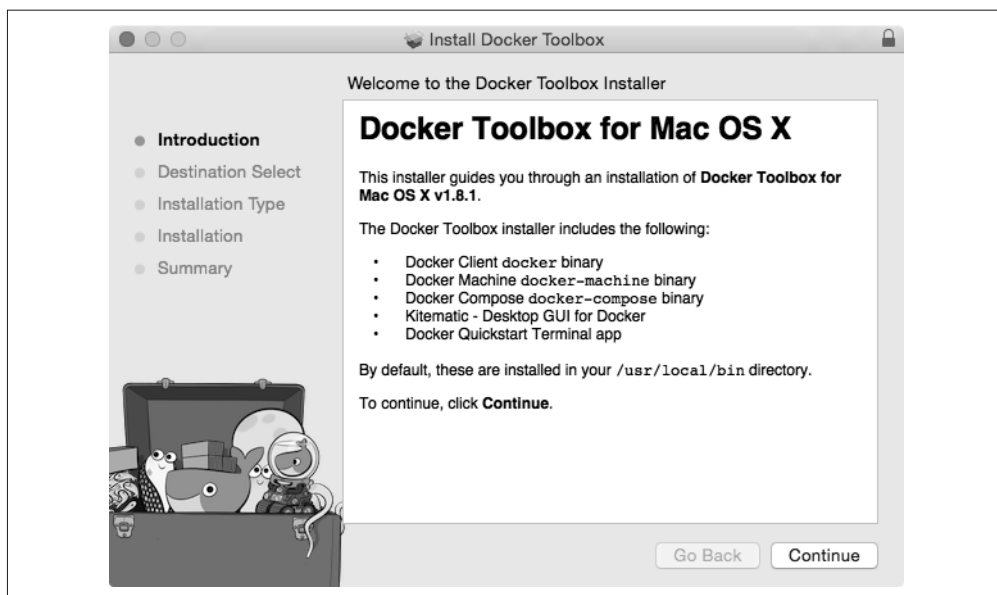 Install Docker Toolbox
Welcome to the Docker Toolbox Installer
Introduction
Destination Select
Installation Type
Installation
Summary
Docker Toolbox for Mac OS X
This installer guides you through an installation of Docker Toolbox for
Mac OS X v1.8.1.
The Docker Toolbox installer includes the following:
• Docker Client docker binary
• Docker Machine docker-machine binary
• Docker Compose docker-compose binary
• Kitematic - Desktop GUI for Docker
• Docker Quickstart Terminal app
By default, these are installed in your /usr/local/bin directory.
To continue, click Continue.
Go Back
Continue